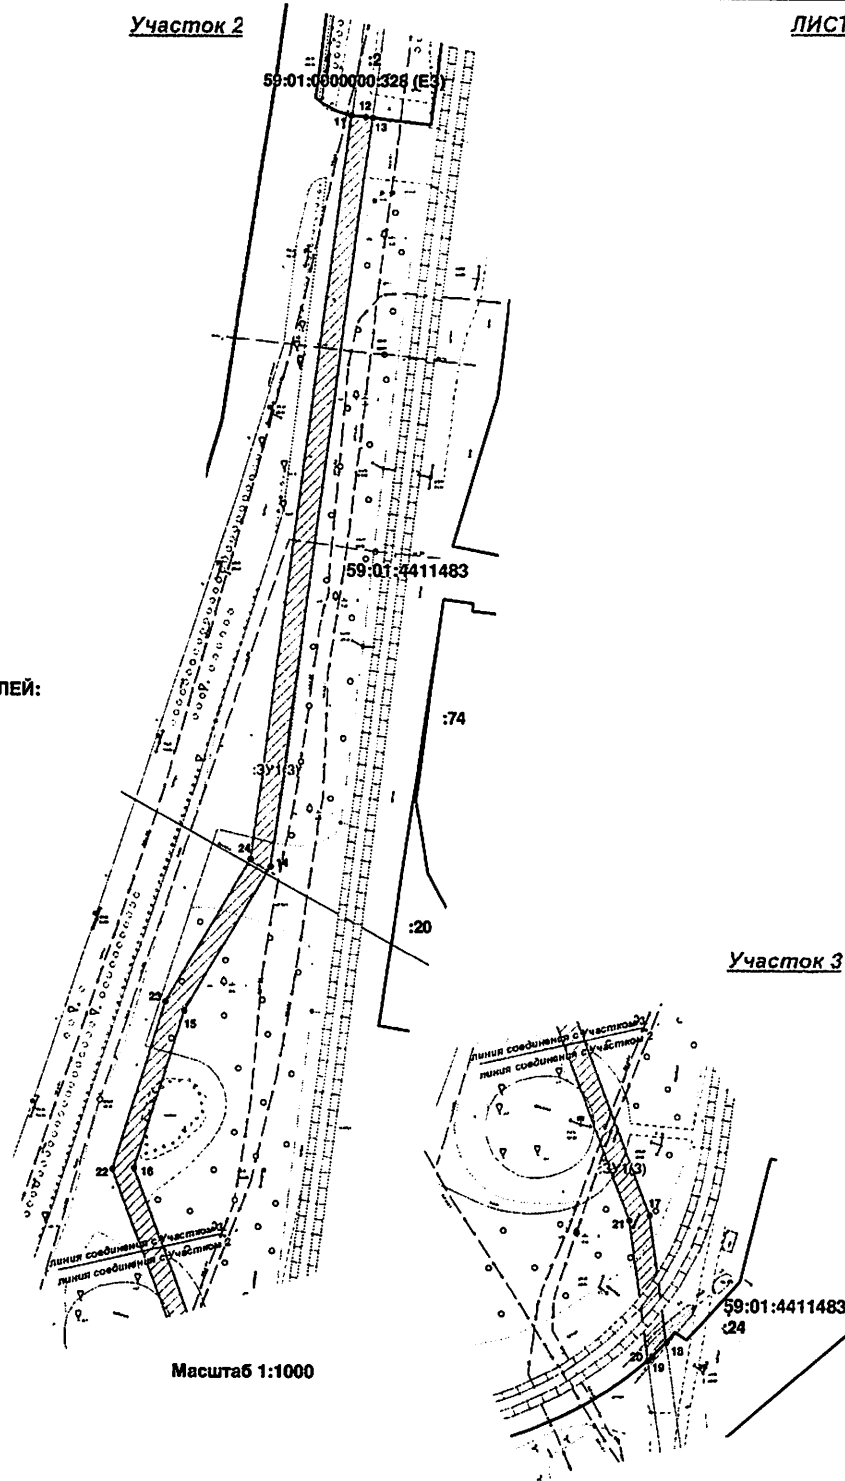 Участок 2
ЛИСТ
:2
59:01:0000000:328 (ЕЗ)
12
11
13
59:01:4411483
ЛЕЙ:
:74
:ЗУ1(3)
24
14
:20
Участок 3
23
15
линия соединения с Участком 2
линия соединения с Участком 2
:ЗУ1(3)
22
16
17
21
линия соединения с Участком 3
линия соединения с Участком 2
59:01:4411483
:24
18
20
19
Масштаб 1:1000